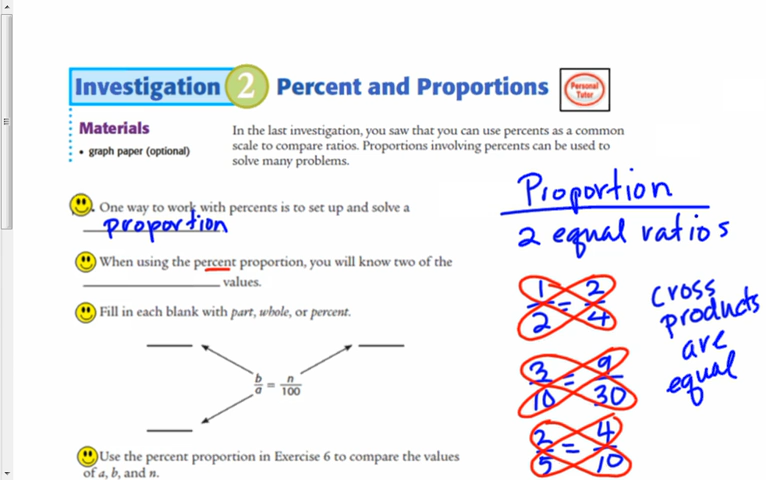 Investigation 2 Percent and Proportions
Personal
Tutor
Materials
• graph paper (optional)
In the last investigation, you saw that you can use percents as a common
scale to compare ratios. Proportions involving percents can be used to
solve many problems.
One way to work with percents is to set up and solve a
proportion
When using the percent proportion, you will know two of the
____________________ values.
Fill in each blank with part, whole, or percent.
b/a = n/100
Use the percent proportion in Exercise 6 to compare the values
of a, b, and n.
Proportion
2 equal ratios
1/2 = 2/4
3/10 = 9/30
2/5 = 4/10
cross
products
are
equal